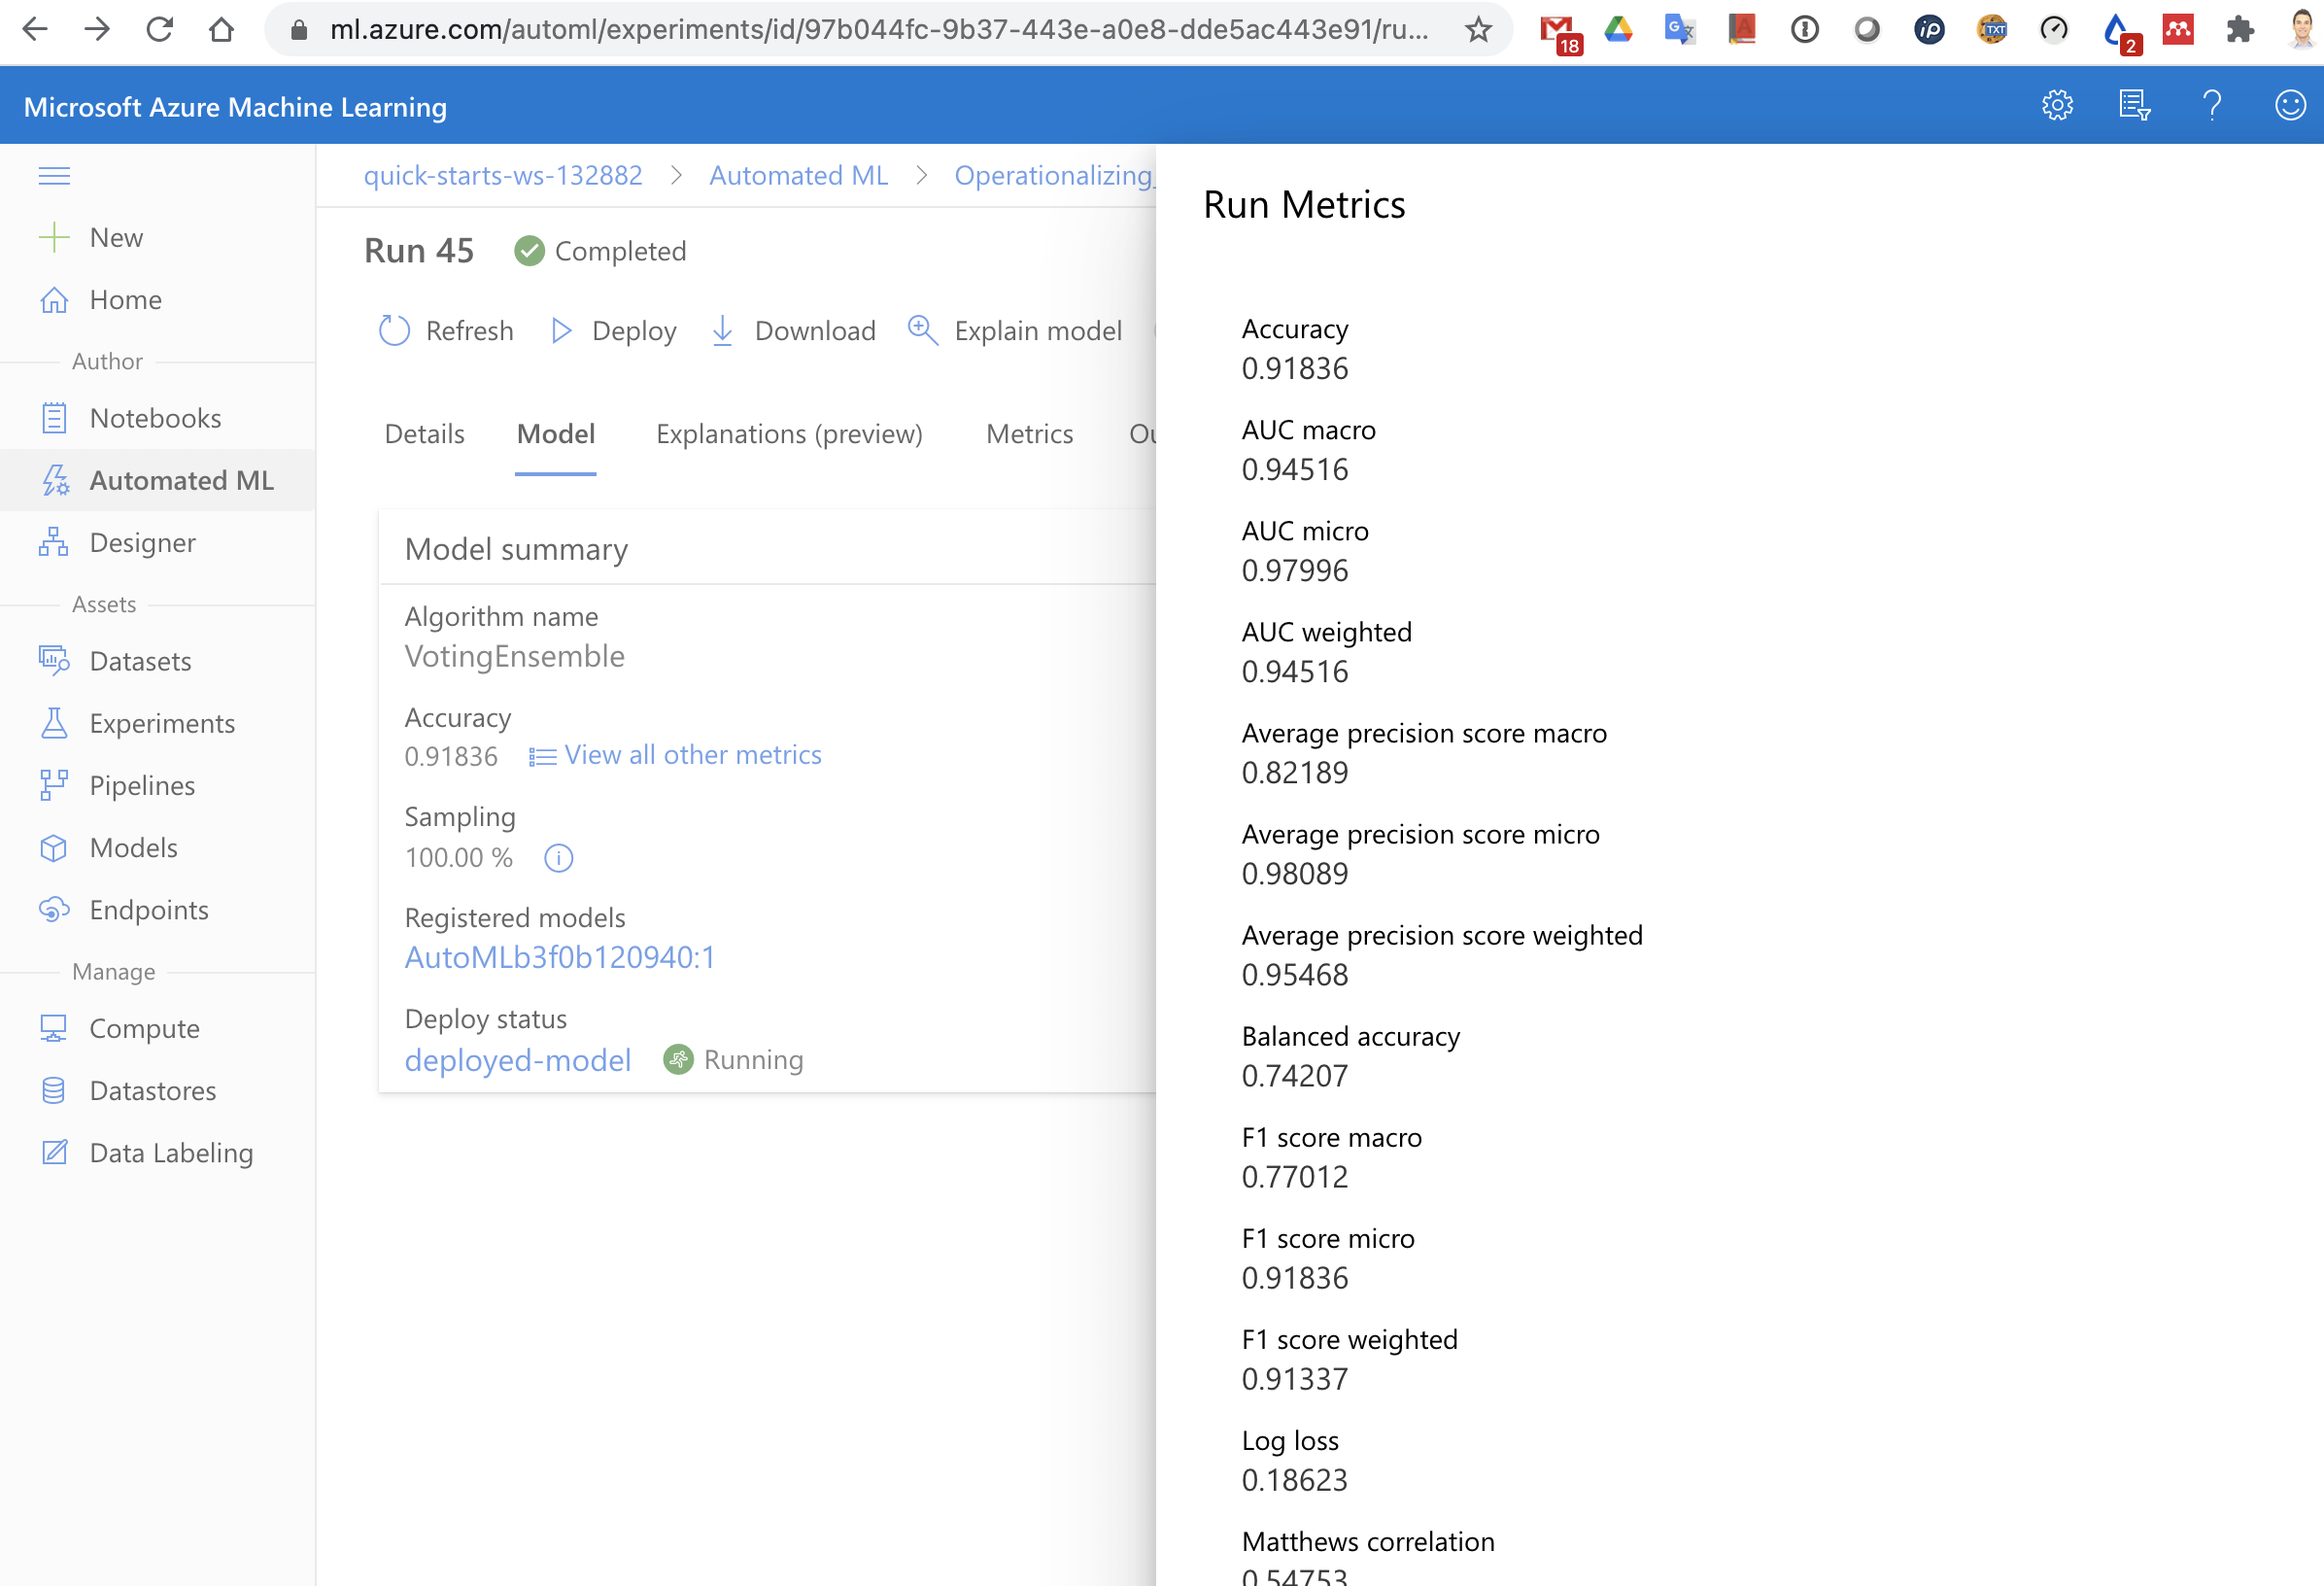 ml.azure.com/automl/experiments/id/97b044fc-9b37-443e-a0e8-dde5ac443e91/ru...
18
TXT
2
Microsoft Azure Machine Learning
New
Home
Author
Notebooks
Automated ML
Designer
Assets
Datasets
Experiments
Pipelines
Models
Endpoints
Manage
Compute
Datastores
Data Labeling
quick-starts-ws-132882 > Automated ML > Operationalizing_
Run 45 Completed
Refresh Deploy Download Explain model
Details Model Explanations (preview) Metrics Ou
Model summary
Algorithm name
VotingEnsemble
Accuracy
0.91836 View all other metrics
Sampling
100.00 %
Registered models
AutoMLb3f0b120940:1
Deploy status
deployed-model Running
Run Metrics
Accuracy
0.91836
AUC macro
0.94516
AUC micro
0.97996
AUC weighted
0.94516
Average precision score macro
0.82189
Average precision score micro
0.98089
Average precision score weighted
0.95468
Balanced accuracy
0.74207
F1 score macro
0.77012
F1 score micro
0.91836
F1 score weighted
0.91337
Log loss
0.18623
Matthews correlation
0.54753